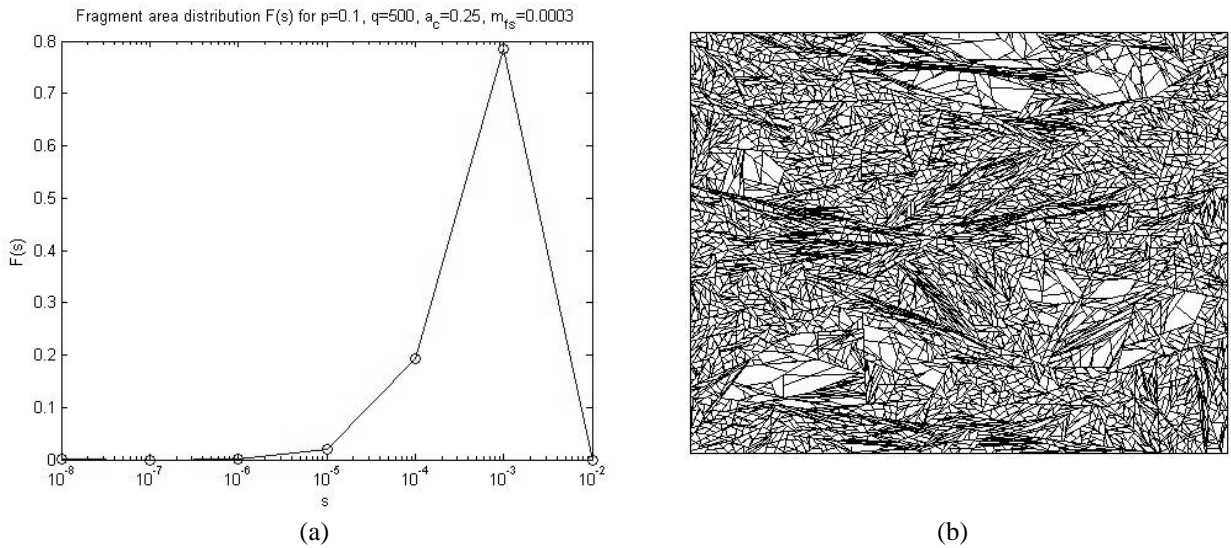 Fragment area distribution F(s) for p=0.1, q=500, a_c=0.25, m_fs=0.0003
0.8
0.7
0.6
0.5
0.4
0.3
0.2
0.1
0
F(s)
10^-8 10^-7 10^-6 10^-5 10^-4 10^-3 10^-2
s
(a) (b)